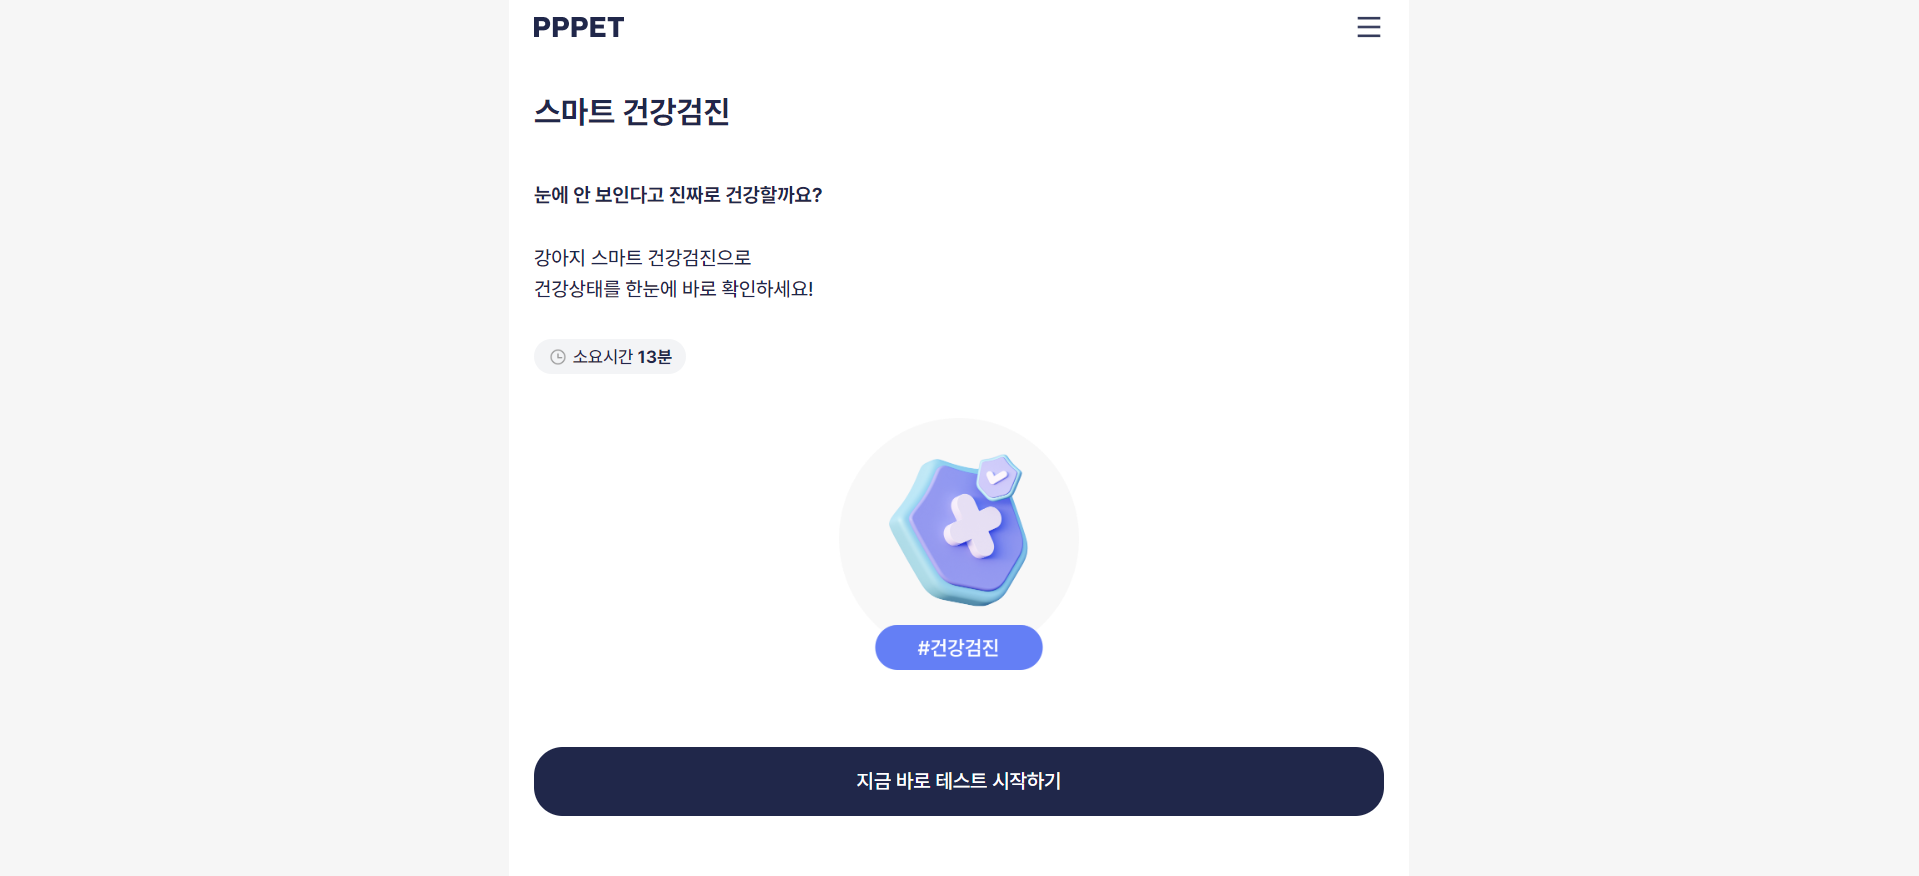 PPPET
스마트 건강검진
눈에 안 보인다고 진짜로 건강할까요?
강아지 스마트 건강검진으로
건강상태를 한눈에 바로 확인하세요!
소요시간 13분
#건강검진
지금 바로 테스트 시작하기